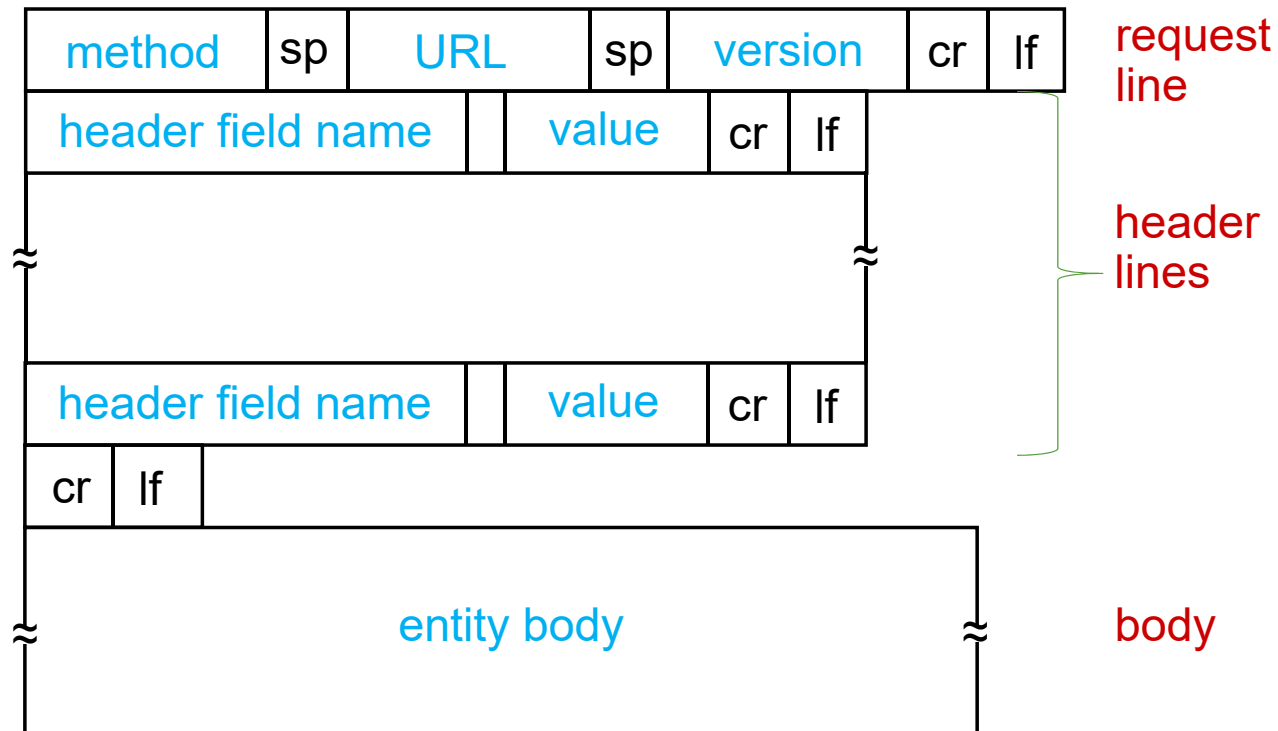 method sp URL sp version cr lf
request
line
header field name value cr lf
header
lines
header field name value cr lf
cr lf
entity body
body